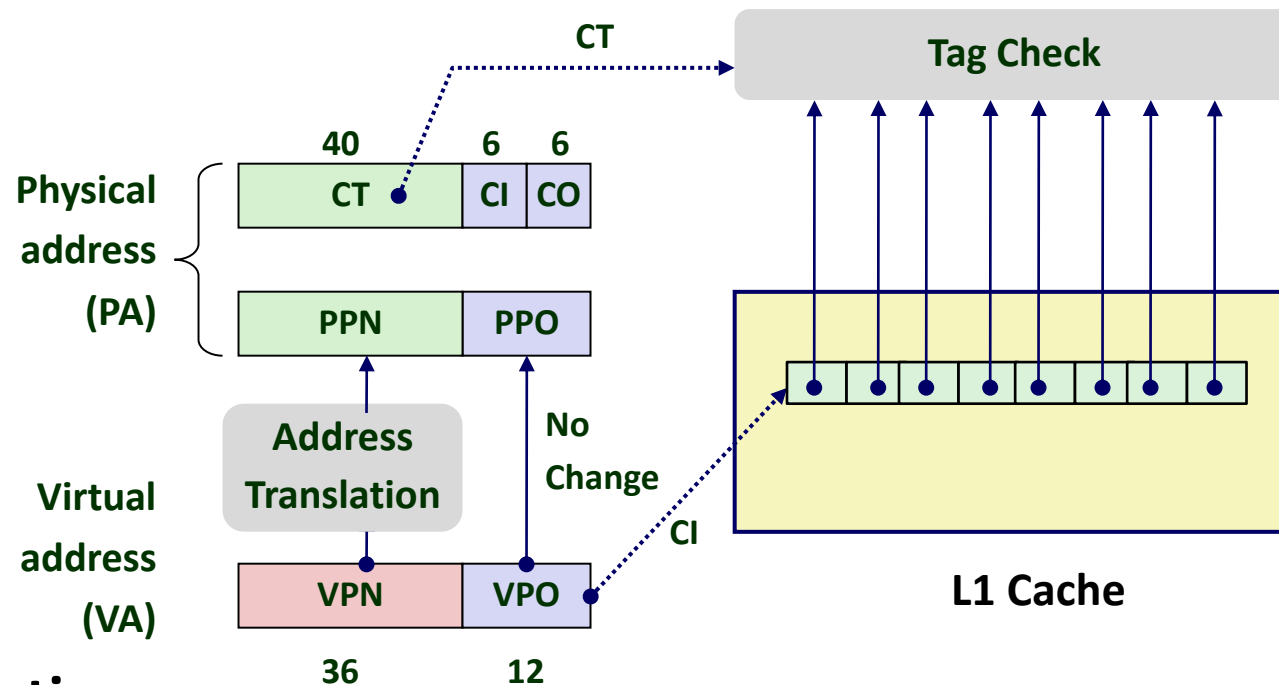 CT
Tag Check
40 6 6
Physical
address
(PA)
CT CI CO
PPN PPO
Address
Translation
No
Change
Virtual
address
(VA)
CI
VPN VPO
L1 Cache
36 12